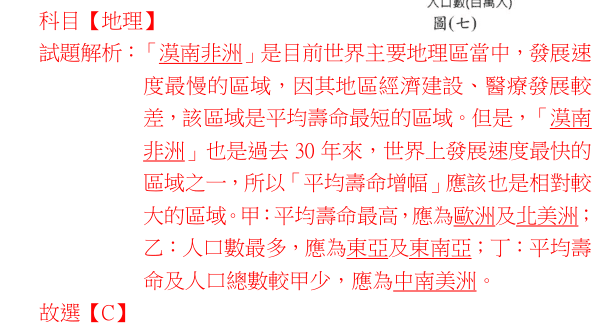 人口數(百萬人)
圖(七)
科目【地理】
試題解析：「漠南非洲」是目前世界主要地理區當中，發展速
度最慢的區域，因其地區經濟建設、醫療發展較
差，該區域是平均壽命最短的區域。但是，「漠南
非洲」也是過去 30 年來，世界上發展速度最快的
區域之一，所以「平均壽命增幅」應該也是相對較
大的區域。甲：平均壽命最高，應為歐洲及北美洲；
乙：人口數最多，應為東亞及東南亞；丁：平均壽
命及人口總數較甲少，應為中南美洲。
故選【C】